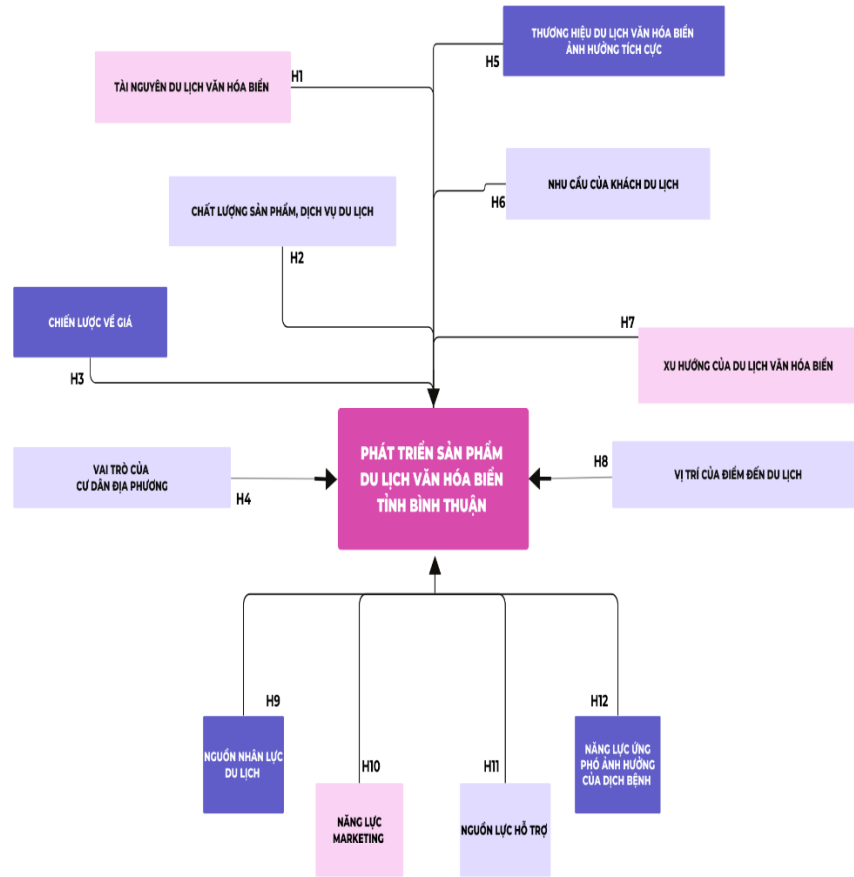 THƯƠNG HIỆU DU LỊCH VĂN HÓA BIỂN
ẢNH HƯỞNG TÍCH CỰC
H5
H1
TÀI NGUYÊN DU LỊCH VĂN HÓA BIỂN
NHU CẦU CỦA KHÁCH DU LỊCH
H6
CHẤT LƯỢNG SẢN PHẨM, DỊCH VỤ DU LỊCH
H2
CHIẾN LƯỢC VỀ GIÁ
H3
H7
XU HƯỚNG CỦA DU LỊCH VĂN HÓA BIỂN
PHÁT TRIỂN SẢN PHẨM
DU LỊCH VĂN HÓA BIỂN
TỈNH BÌNH THUẬN
VAI TRÒ CỦA
CƯ DÂN ĐỊA PHƯƠNG
H4
H8
VỊ TRÍ CỦA ĐIỂM ĐẾN DU LỊCH
H9
NGUỒN NHÂN LỰC
DU LỊCH
H10
NĂNG LỰC
MARKETING
H11
NGUỒN LỰC HỖ TRỢ
H12
NĂNG LỰC ỨNG
PHÓ ẢNH HƯỞNG
CỦA DỊCH BỆNH